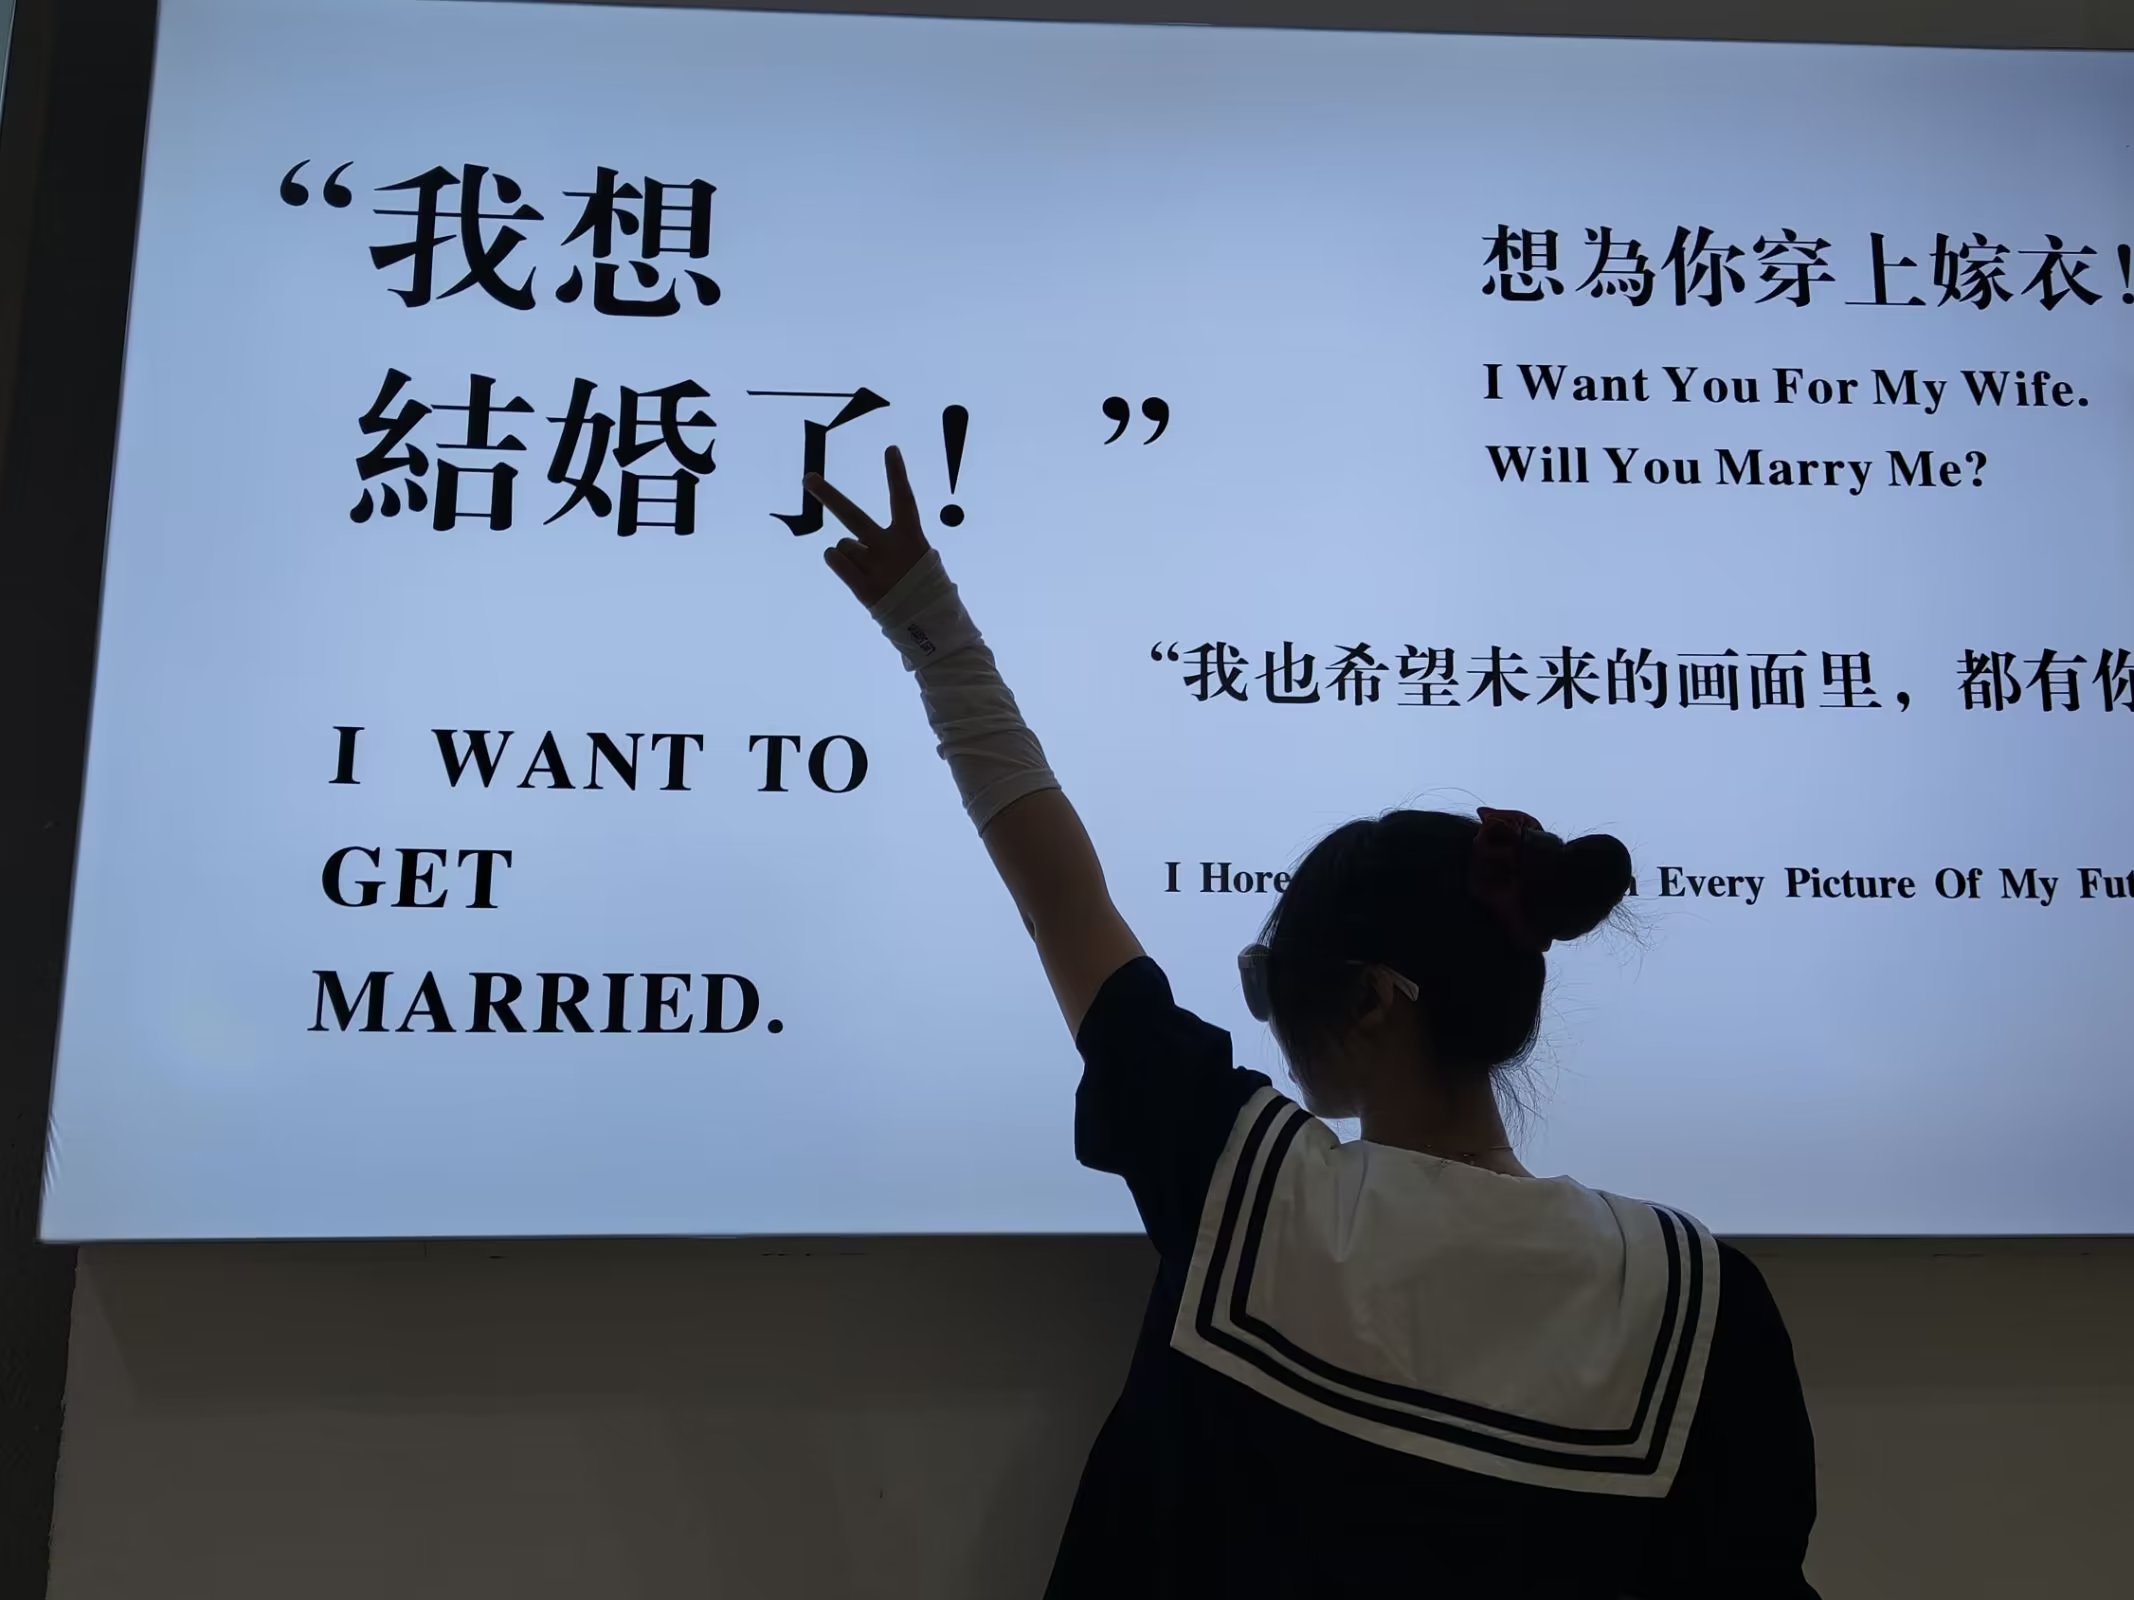 “我想
結婚了！”
I WANT TO
GET
MARRIED.
想為你穿上嫁衣！
I Want You For My Wife.
Will You Marry Me?
“我也希望未来的画面里，都有你
I Hore Every Picture Of My Fut